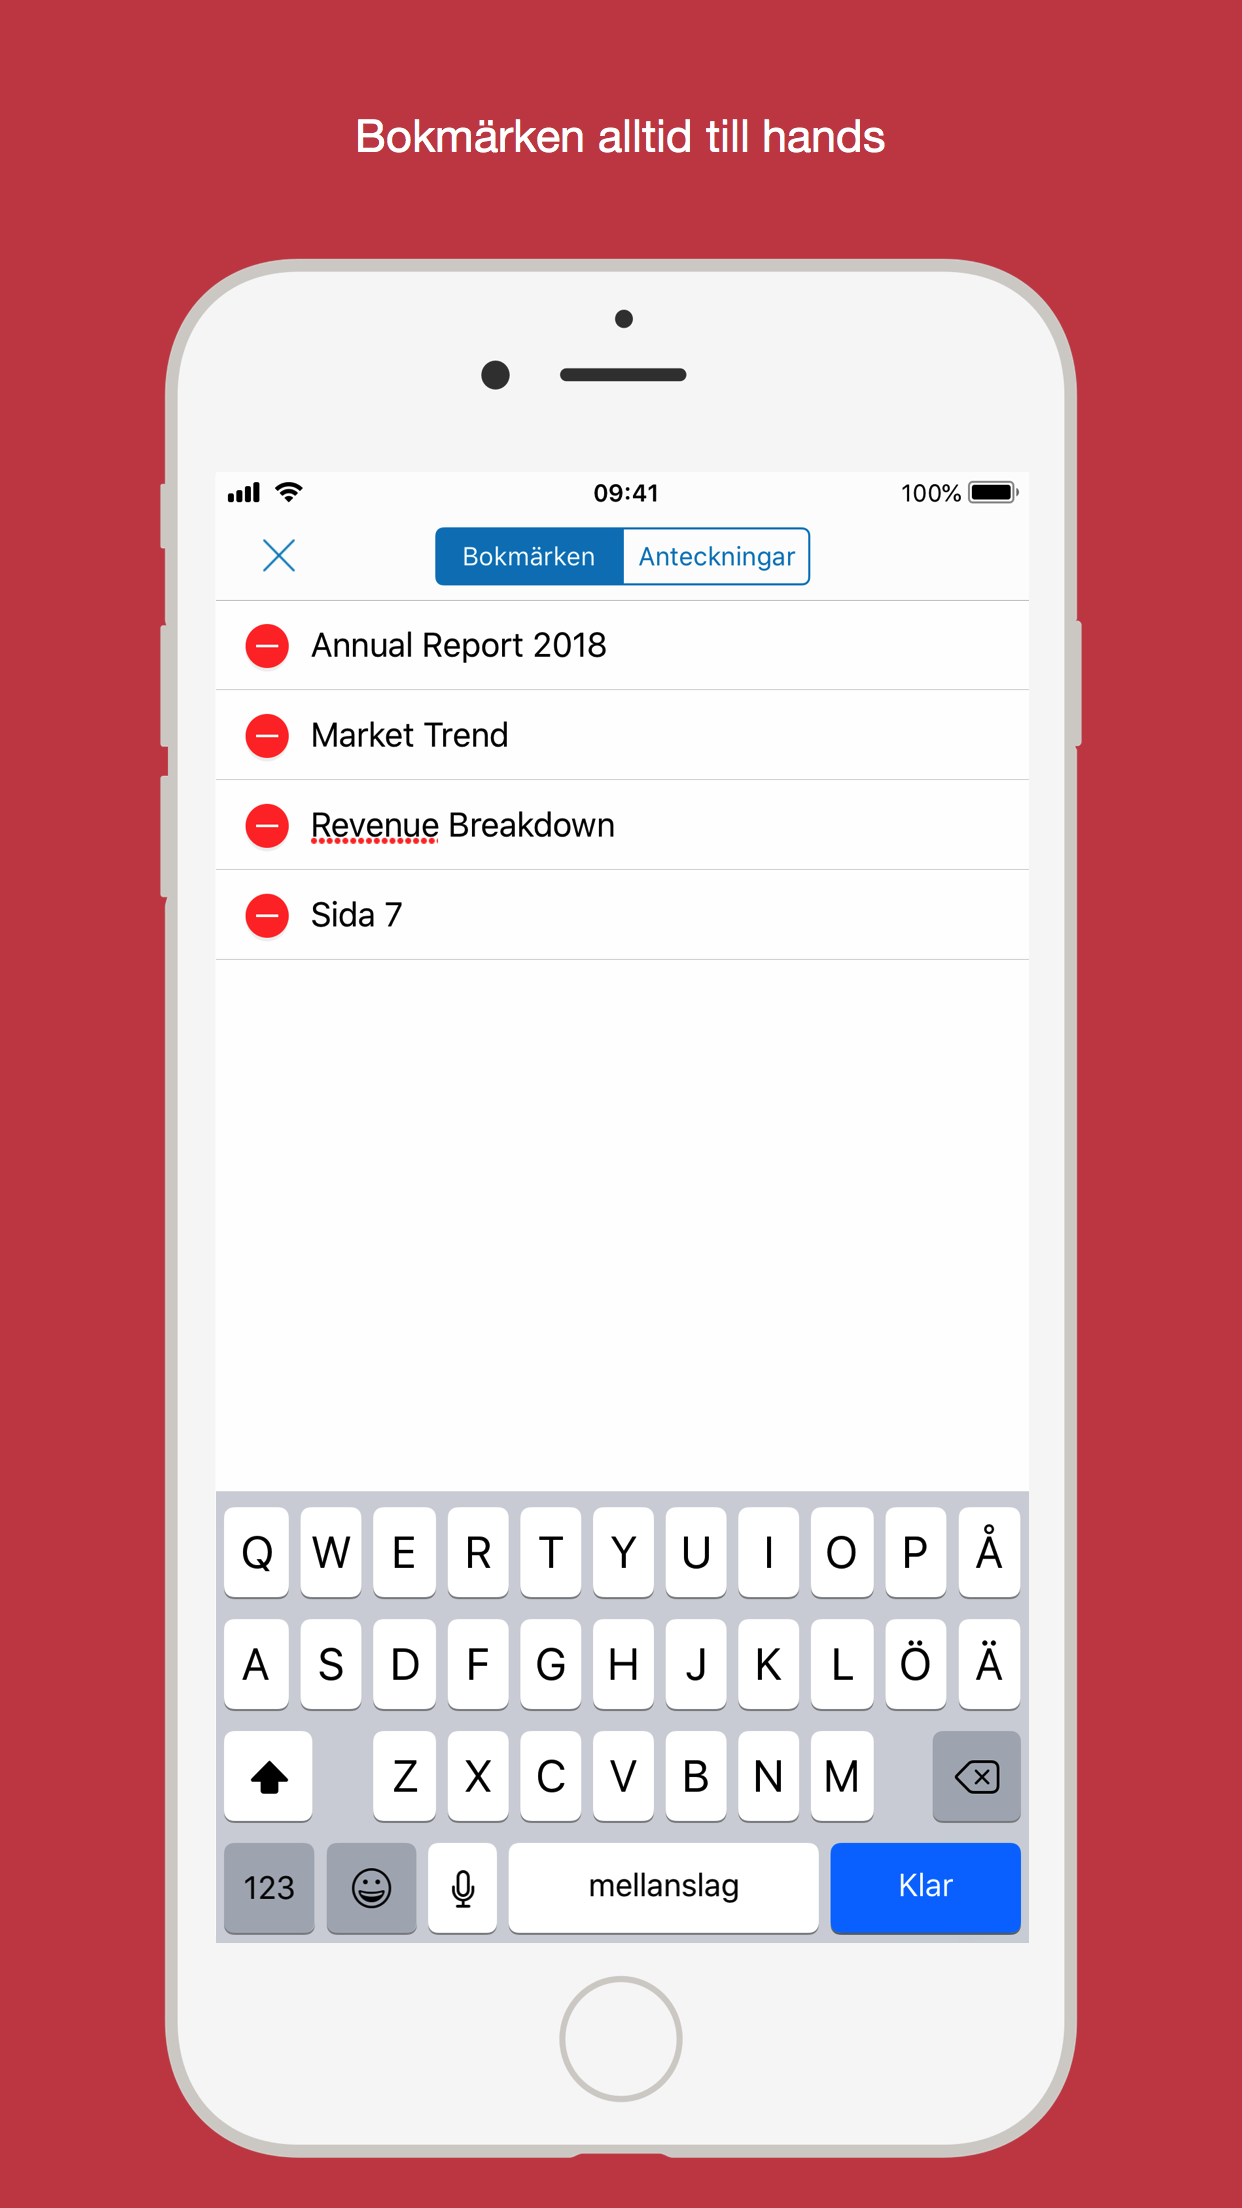 Bokmärken alltid till hands
09:41 100%
Bokmärken Anteckningar
Annual Report 2018
Market Trend
Revenue Breakdown
Sida 7
Q W E R T Y U I O P Å
A S D F G H J K L Ö Ä
Z X C V B N M
123 mellanslag Klar